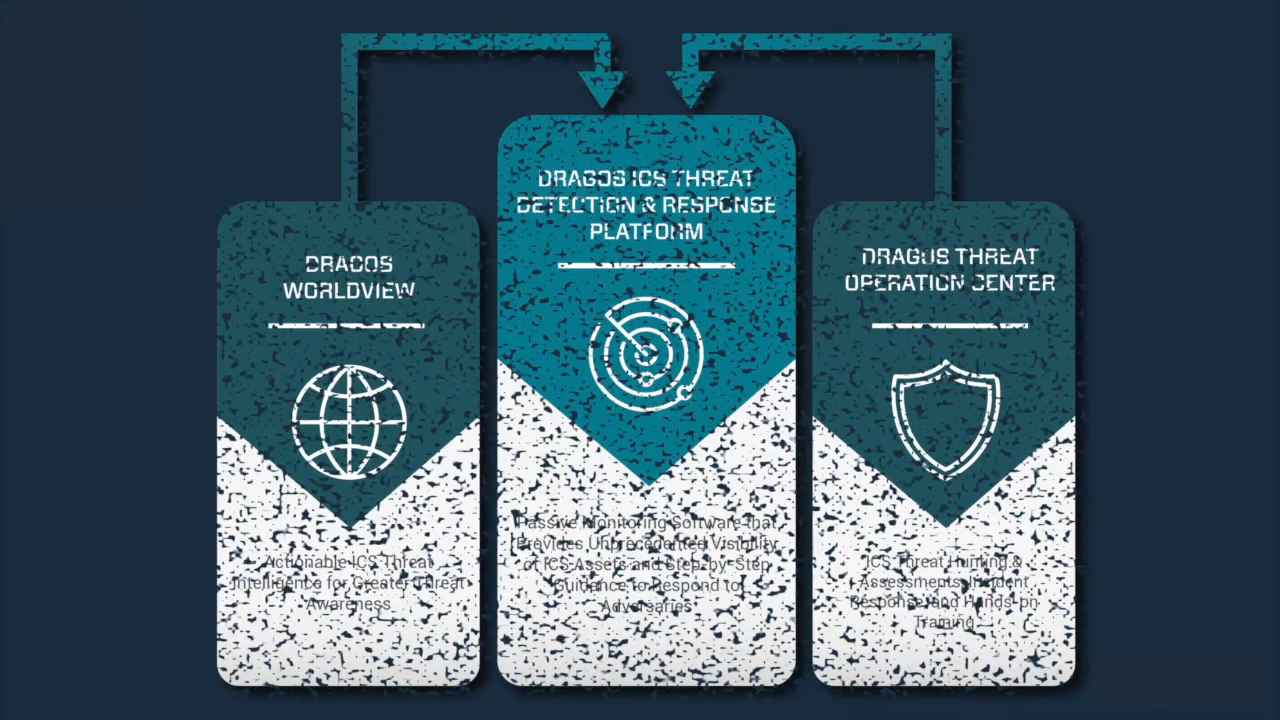 DRAGOS
WORLDVIEW
Actionable ICS Threat
Intelligence for Greater Threat
Awareness
DRAGOS ICS THREAT
DETECTION & RESPONSE
PLATFORM
Passive Monitoring Software that
Provides Unprecedented Visibility
of ICS Assets and Step-by-Step
Guidance to Respond to
Adversaries
DRAGOS THREAT
OPERATION CENTER
ICS Threat Hunting &
Assessments, Incident
Response, and Hands-on
Training